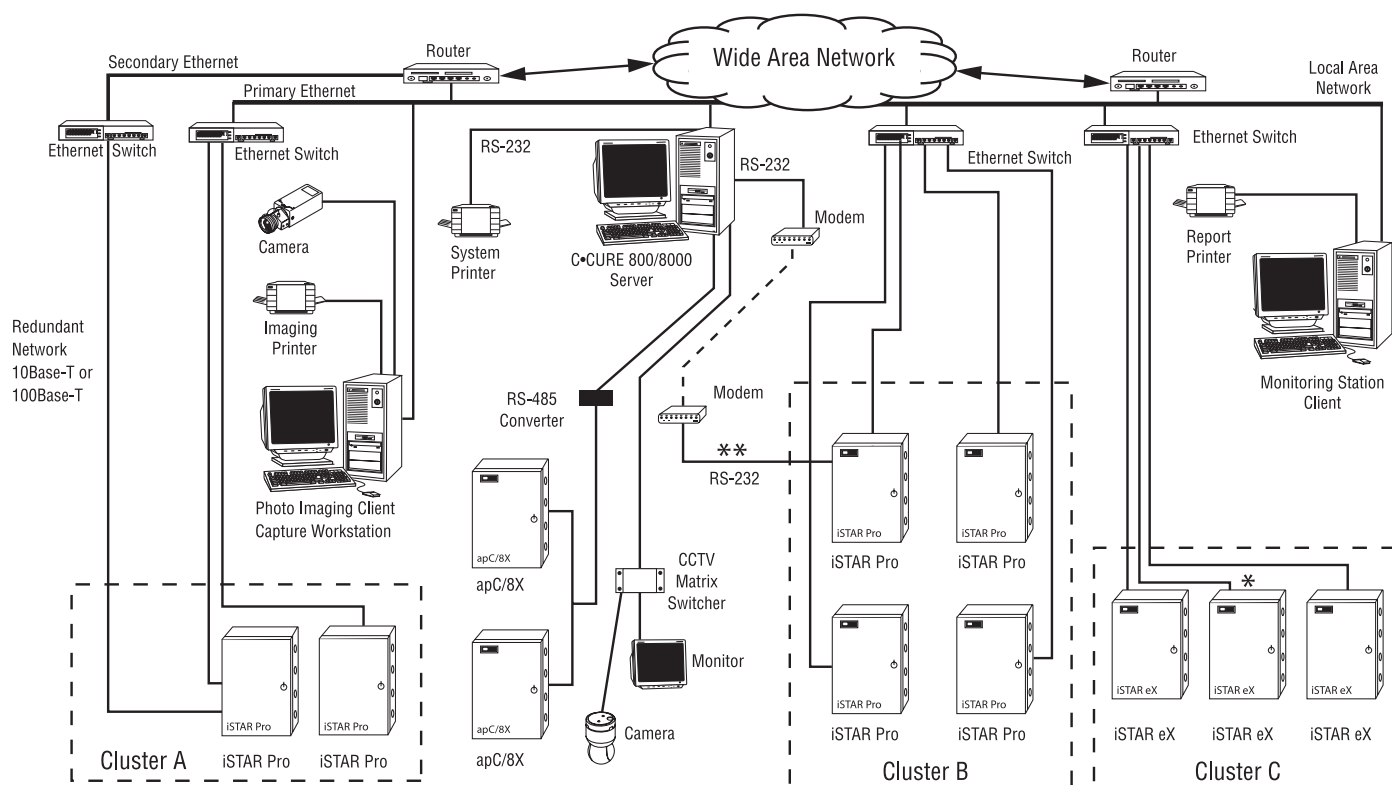 Wide Area Network
Router
Router
Secondary Ethernet
Primary Ethernet
Local Area
Network
Ethernet Switch
Ethernet Switch
Ethernet Switch
Ethernet Switch
RS-232
RS-232
Camera
System
Printer
C•CURE 800/8000
Server
Modem
Report
Printer
Imaging
Printer
Redundant
Network
10Base-T or
100Base-T
Photo Imaging Client
Capture Workstation
RS-485
Converter
Modem
**
RS-232
Monitoring Station
Client
apC/8X
apC/8X
CCTV
Matrix
Switcher
Monitor
apC/8X
apC/8X
Camera
iSTAR Pro
iSTAR Pro
iSTAR Pro
iSTAR Pro
Cluster A
iSTAR Pro
iSTAR Pro
iSTAR Pro
iSTAR Pro
iSTAR Pro
iSTAR Pro
iSTAR Pro
iSTAR Pro
Cluster B
*
iSTAR eX
iSTAR eX
iSTAR eX
iSTAR eX
iSTAR eX
iSTAR eX
Cluster C